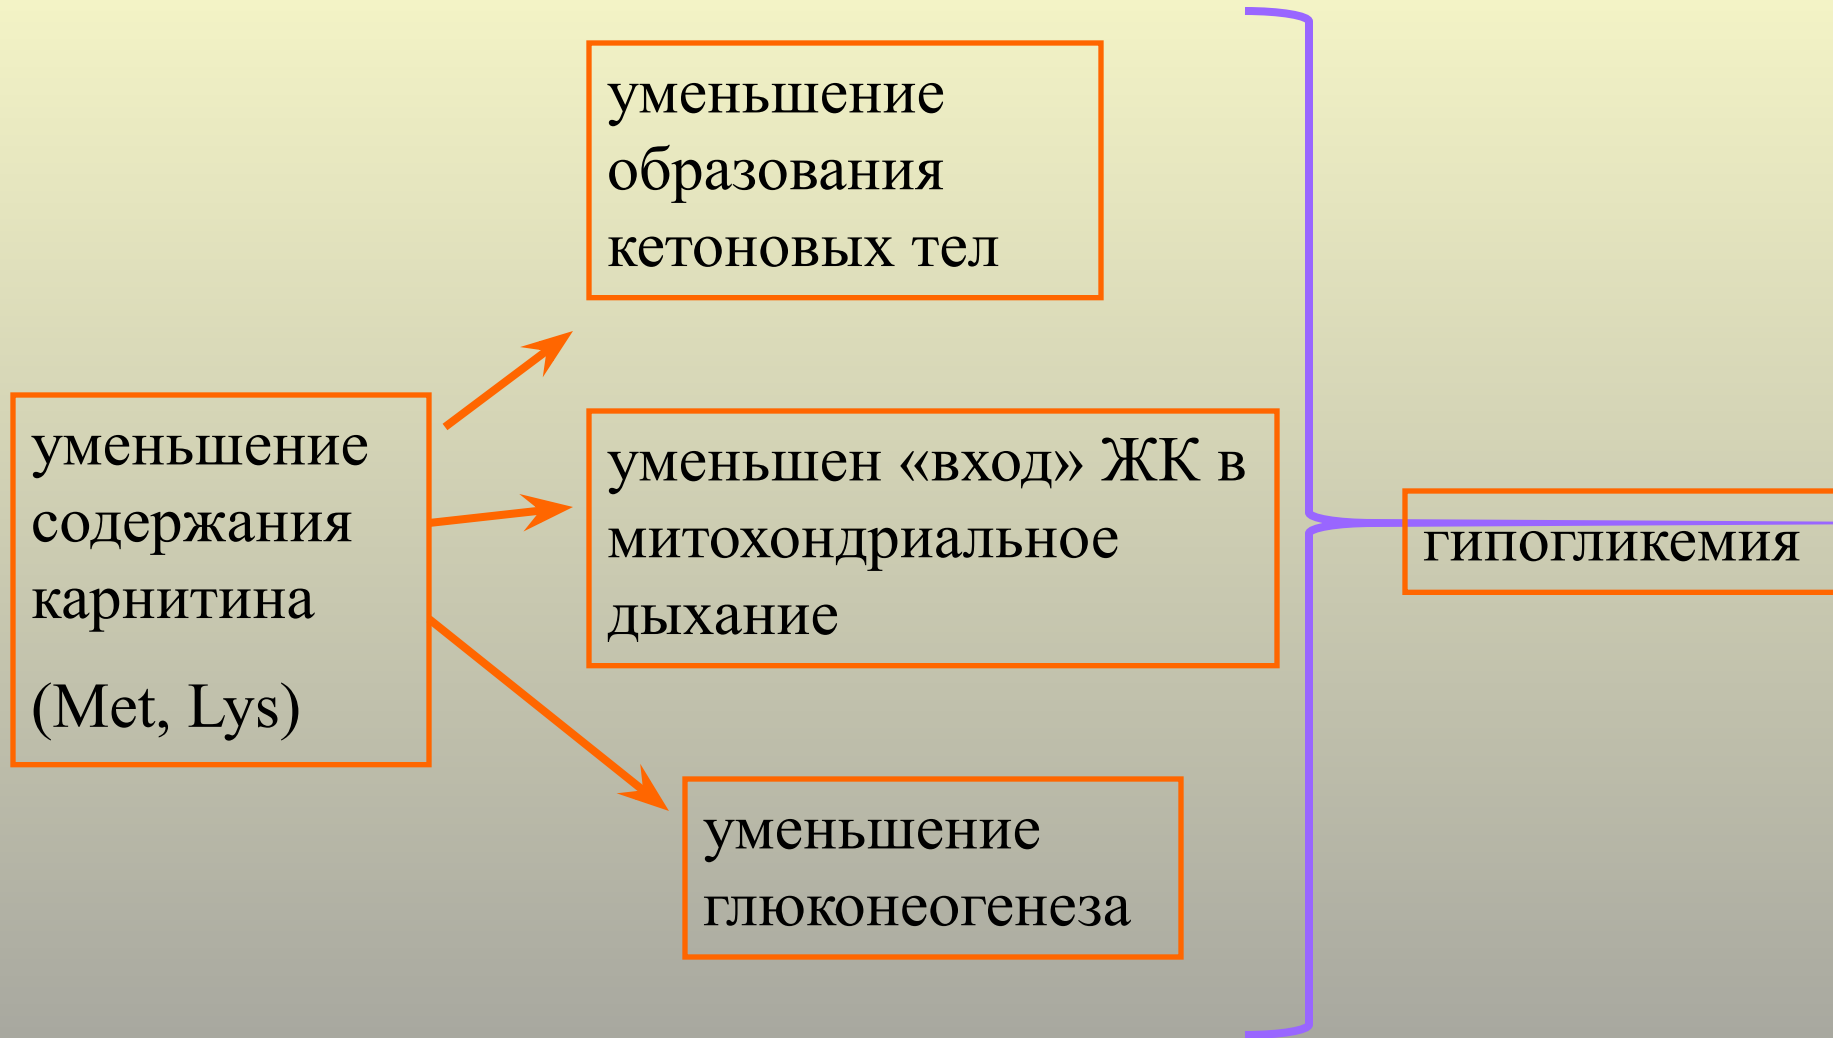 уменьшение
образования
кетоновых тел
уменьшение
содержания
карнитина
(Met, Lys)
уменьшен «вход» ЖК в
митохондриальное
дыхание
уменьшение
глюконеогенеза
гипогликемия